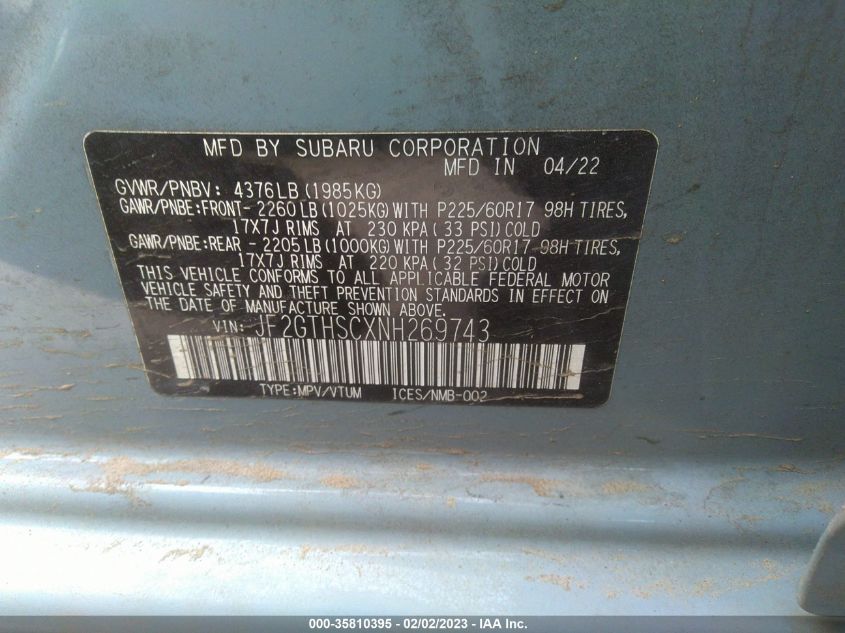 MFD BY SUBARU CORPORATION
MFD IN 04/22
GVWR/PNBV: 4376LB(1985KG)
GAWR/PNBE:FRONT- 2260LB(1025KG)WITH P225/60R17 98H TIRES,
17X7J RIMS AT 230 KPA( 33 PSI)COLD
GAWR/PNBE:REAR - 2205LB(1000KG)WITH P225/60R17 98H TIRES,
17X7J RIMS AT 220 KPA( 32 PSI)COLD
THIS VEHICLE CONFORMS TO ALL APPLICABLE FEDERAL MOTOR
VEHICLE SAFETY AND THEFT PREVENTION STANDARDS IN EFFECT ON
THE DATE OF MANUFACTURE SHOWN ABOVE.
VIN: JF2GTHSCXNH269743
TYPE:MPV/VTUM ICES/NMB-002
000-35810395 - 02/02/2023 - IAA Inc.